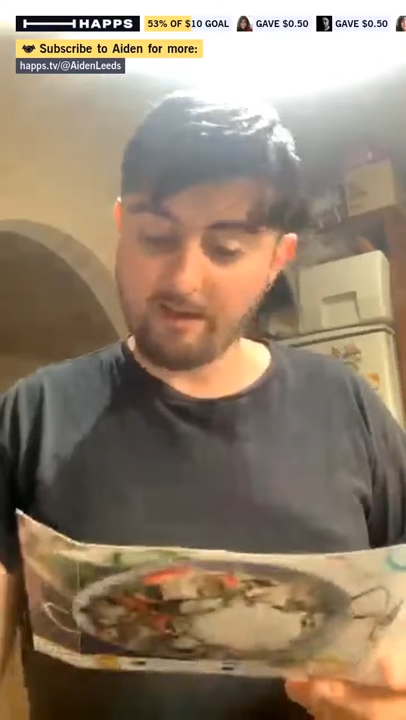 HAPPS 53% OF $10 GOAL GAVE $0.50 GAVE $0.50
Subscribe to Aiden for more:
happs.tv/@AidenLeeds